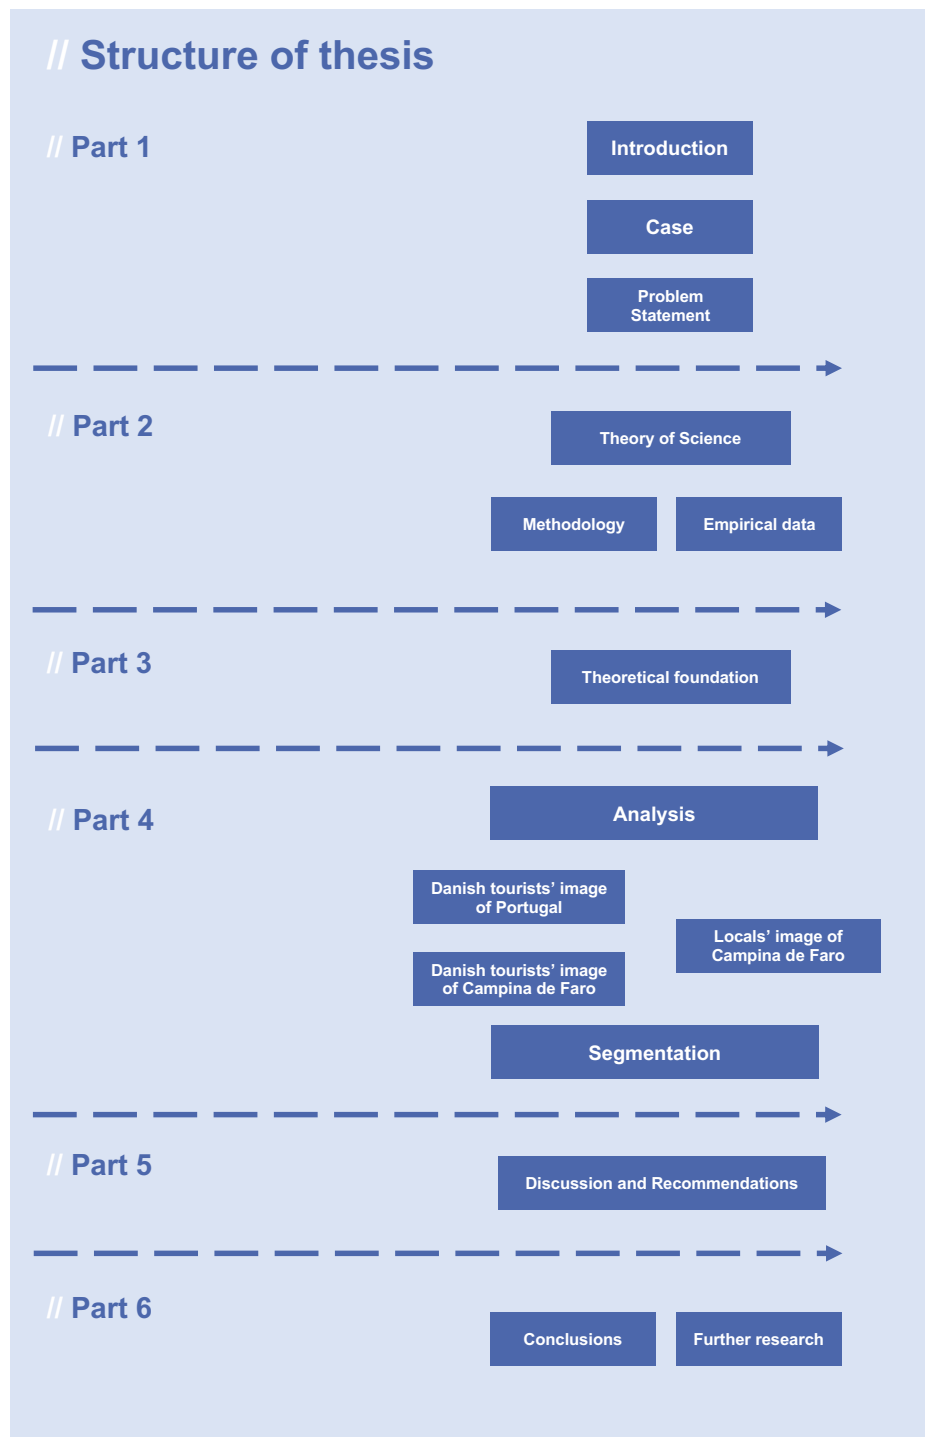 // Structure of thesis
// Part 1
Introduction
Case
Problem
Statement
// Part 2
Theory of Science
Methodology
Empirical data
// Part 3
Theoretical foundation
// Part 4
Analysis
Danish tourists’ image
of Portugal
Locals’ image of
Campina de Faro
Danish tourists’ image
of Campina de Faro
Segmentation
// Part 5
Discussion and Recommendations
// Part 6
Conclusions
Further research